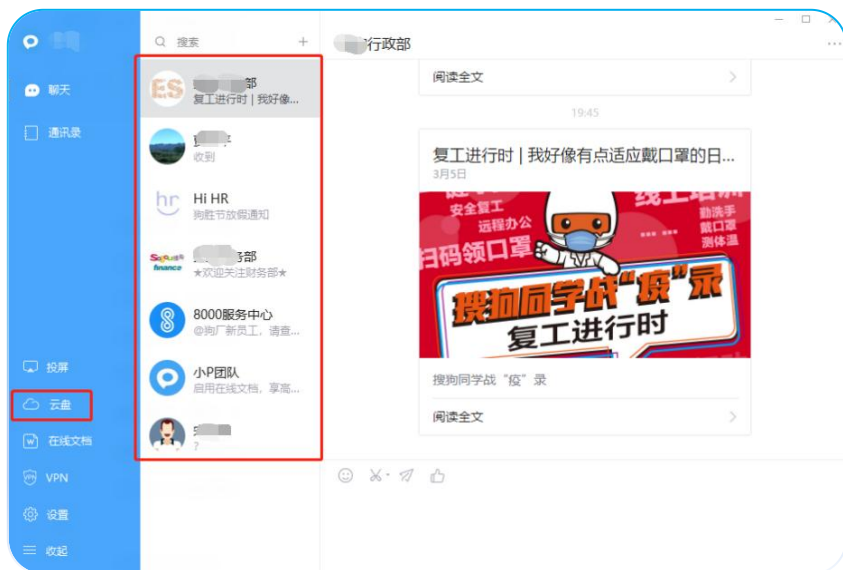 聊天
通讯录
投屏
云盘
在线文档
VPN
设置
收起
搜索
部
复工进行时 | 我好像...
收到
hr
Hi HR
狗胜节放假通知
finance
务部
★欢迎关注财务部★
8000服务中心
@狗厂新员工，请查...
小P团队
启用在线文档，享高...
?
行政部
阅读全文
19:45
复工进行时 | 我好像有点适应戴口罩的日...
3月5日
安全复工
远程办公
扫码领口罩
线上培训
勤洗手
戴口罩
测体温
搜狗同学战“疫”录
复工进行时
搜狗同学战“疫”录
阅读全文